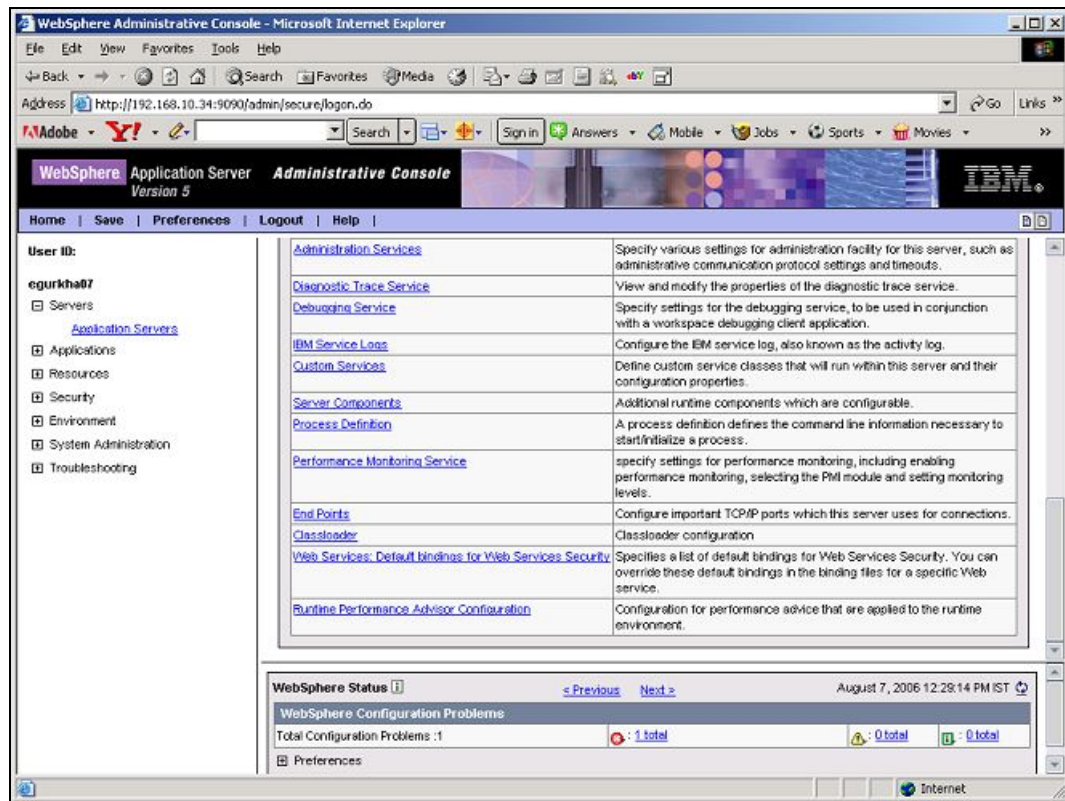 WebSphere Administrative Console - Microsoft Internet Explorer
File Edit View Favorites Tools Help
Back Search Favorites Media
Address http://192.168.10.34:9090/admin/secure/logon.do Go Links »
Adobe Y! Search Sign in Answers Mobile Jobs Sports Movies »
WebSphere Application Server Administrative Console
Version 5
IBM
Home | Save | Preferences | Logout | Help |
User ID:
egurkha07
Servers
Application Servers
Applications
Resources
Security
Environment
System Administration
Troubleshooting
Administration Services Specify various settings for administration facility for this server, such as
administrative communication protocol settings and timeouts.
Diagnostic Trace Service View and modify the properties of the diagnostic trace service.
Debugging Service Specify settings for the debugging service, to be used in conjunction
with a workspace debugging client application.
IBM Service Logs Configure the IBM service log, also known as the activity log.
Custom Services Define custom service classes that will run within this server and their
configuration properties.
Server Components Additional runtime components which are configurable.
Process Definition A process definition defines the command line information necessary to
start/initialize a process.
Performance Monitoring Service specify settings for performance monitoring, including enabling
performance monitoring, selecting the PMI module and setting monitoring
levels.
End Points Configure important TCP/IP ports which this server uses for connections.
Classloader Classloader configuration
Web Services: Default bindings for Web Services Security Specifies a list of default bindings for Web Services Security. You can
override these default bindings in the binding files for a specific Web
service.
Runtime Performance Advisor Configuration Configuration for performance advice that are applied to the runtime
environment.
WebSphere Status < Previous Next > August 7, 2006 12:29:14 PM IST
WebSphere Configuration Problems
Total Configuration Problems :1 : 1 total : 0 total : 0 total
Preferences
Internet